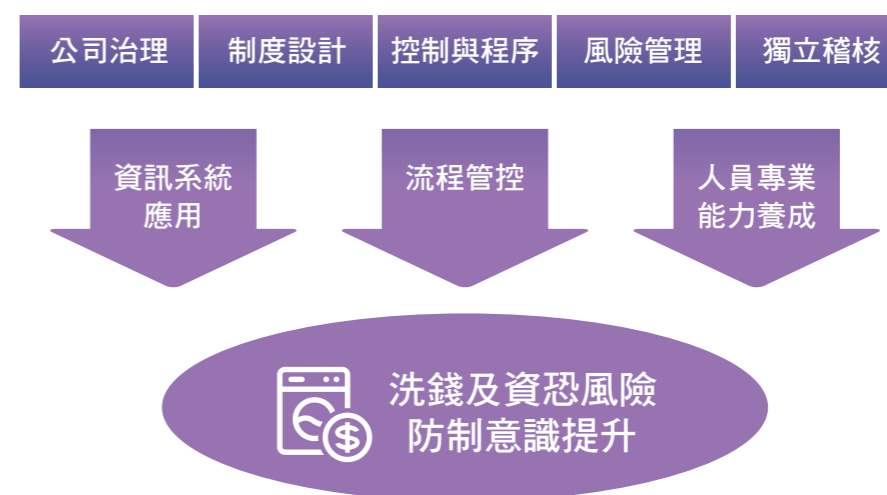 公司治理
制度設計
控制與程序
風險管理
獨立稽核
資訊系統
應用
流程管控
人員專業
能力養成
洗錢及資恐風險
防制意識提升
$